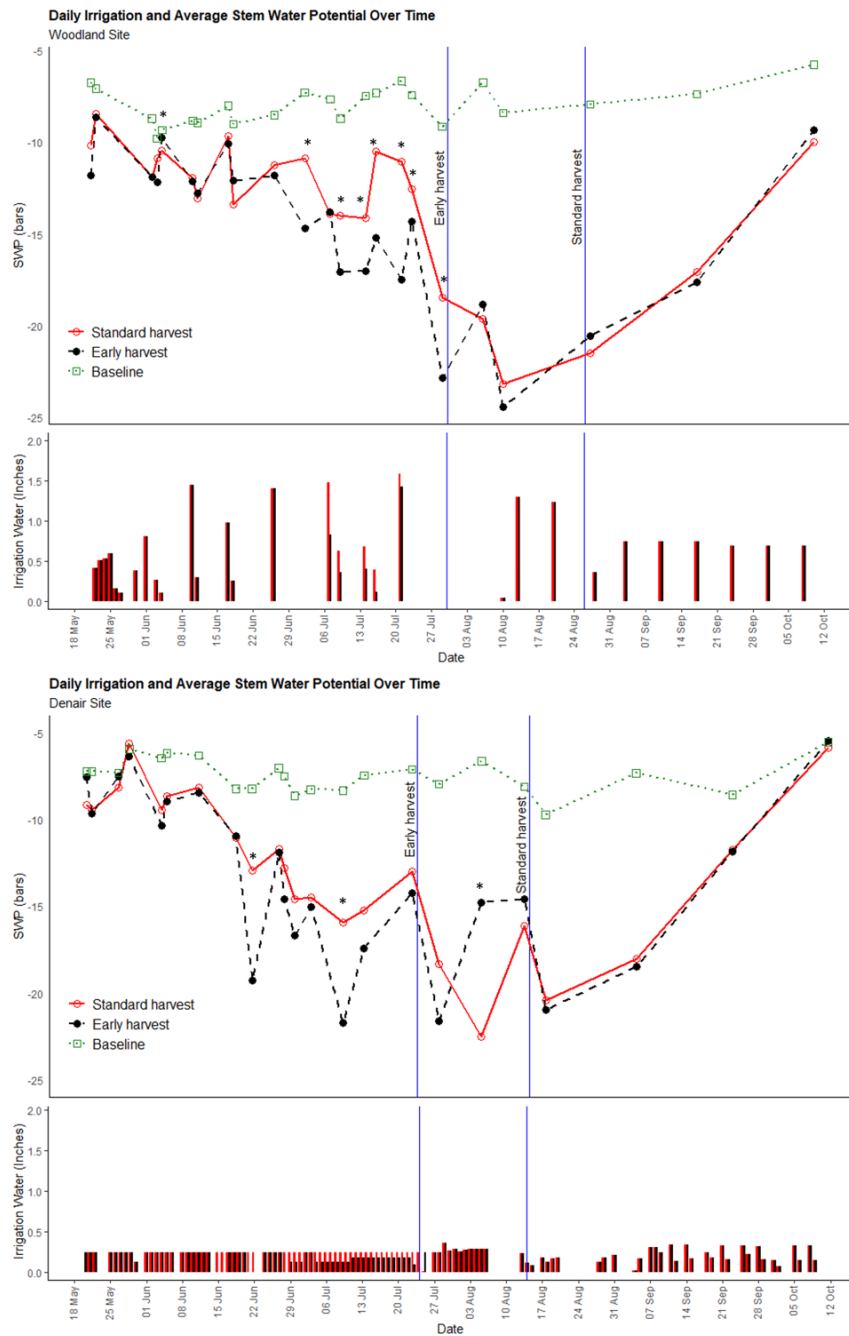 Daily Irrigation and Average Stem Water Potential Over Time
Woodland Site
-5
-10
-15
-20
-25
SWP (bars)
*
*
*
*
*
*
*
*
Early harvest
Standard harvest
Standard harvest
Early harvest
Baseline
2.0
1.5
1.0
0.5
0.0
Irrigation Water (Inches)
18 May
25 May
01 Jun
08 Jun
15 Jun
22 Jun
29 Jun
06 Jul
13 Jul
20 Jul
27 Jul
03 Aug
10 Aug
17 Aug
24 Aug
31 Aug
07 Sep
14 Sep
21 Sep
28 Sep
05 Oct
12 Oct
Date
Daily Irrigation and Average Stem Water Potential Over Time
Denair Site
-5
-10
-15
-20
-25
SWP (bars)
*
*
*
Early harvest
Standard harvest
Standard harvest
Early harvest
Baseline
2.0
1.5
1.0
0.5
0.0
Irrigation Water (Inches)
18 May
25 May
01 Jun
08 Jun
15 Jun
22 Jun
29 Jun
06 Jul
13 Jul
20 Jul
27 Jul
03 Aug
10 Aug
17 Aug
24 Aug
31 Aug
07 Sep
14 Sep
21 Sep
28 Sep
05 Oct
12 Oct
Date